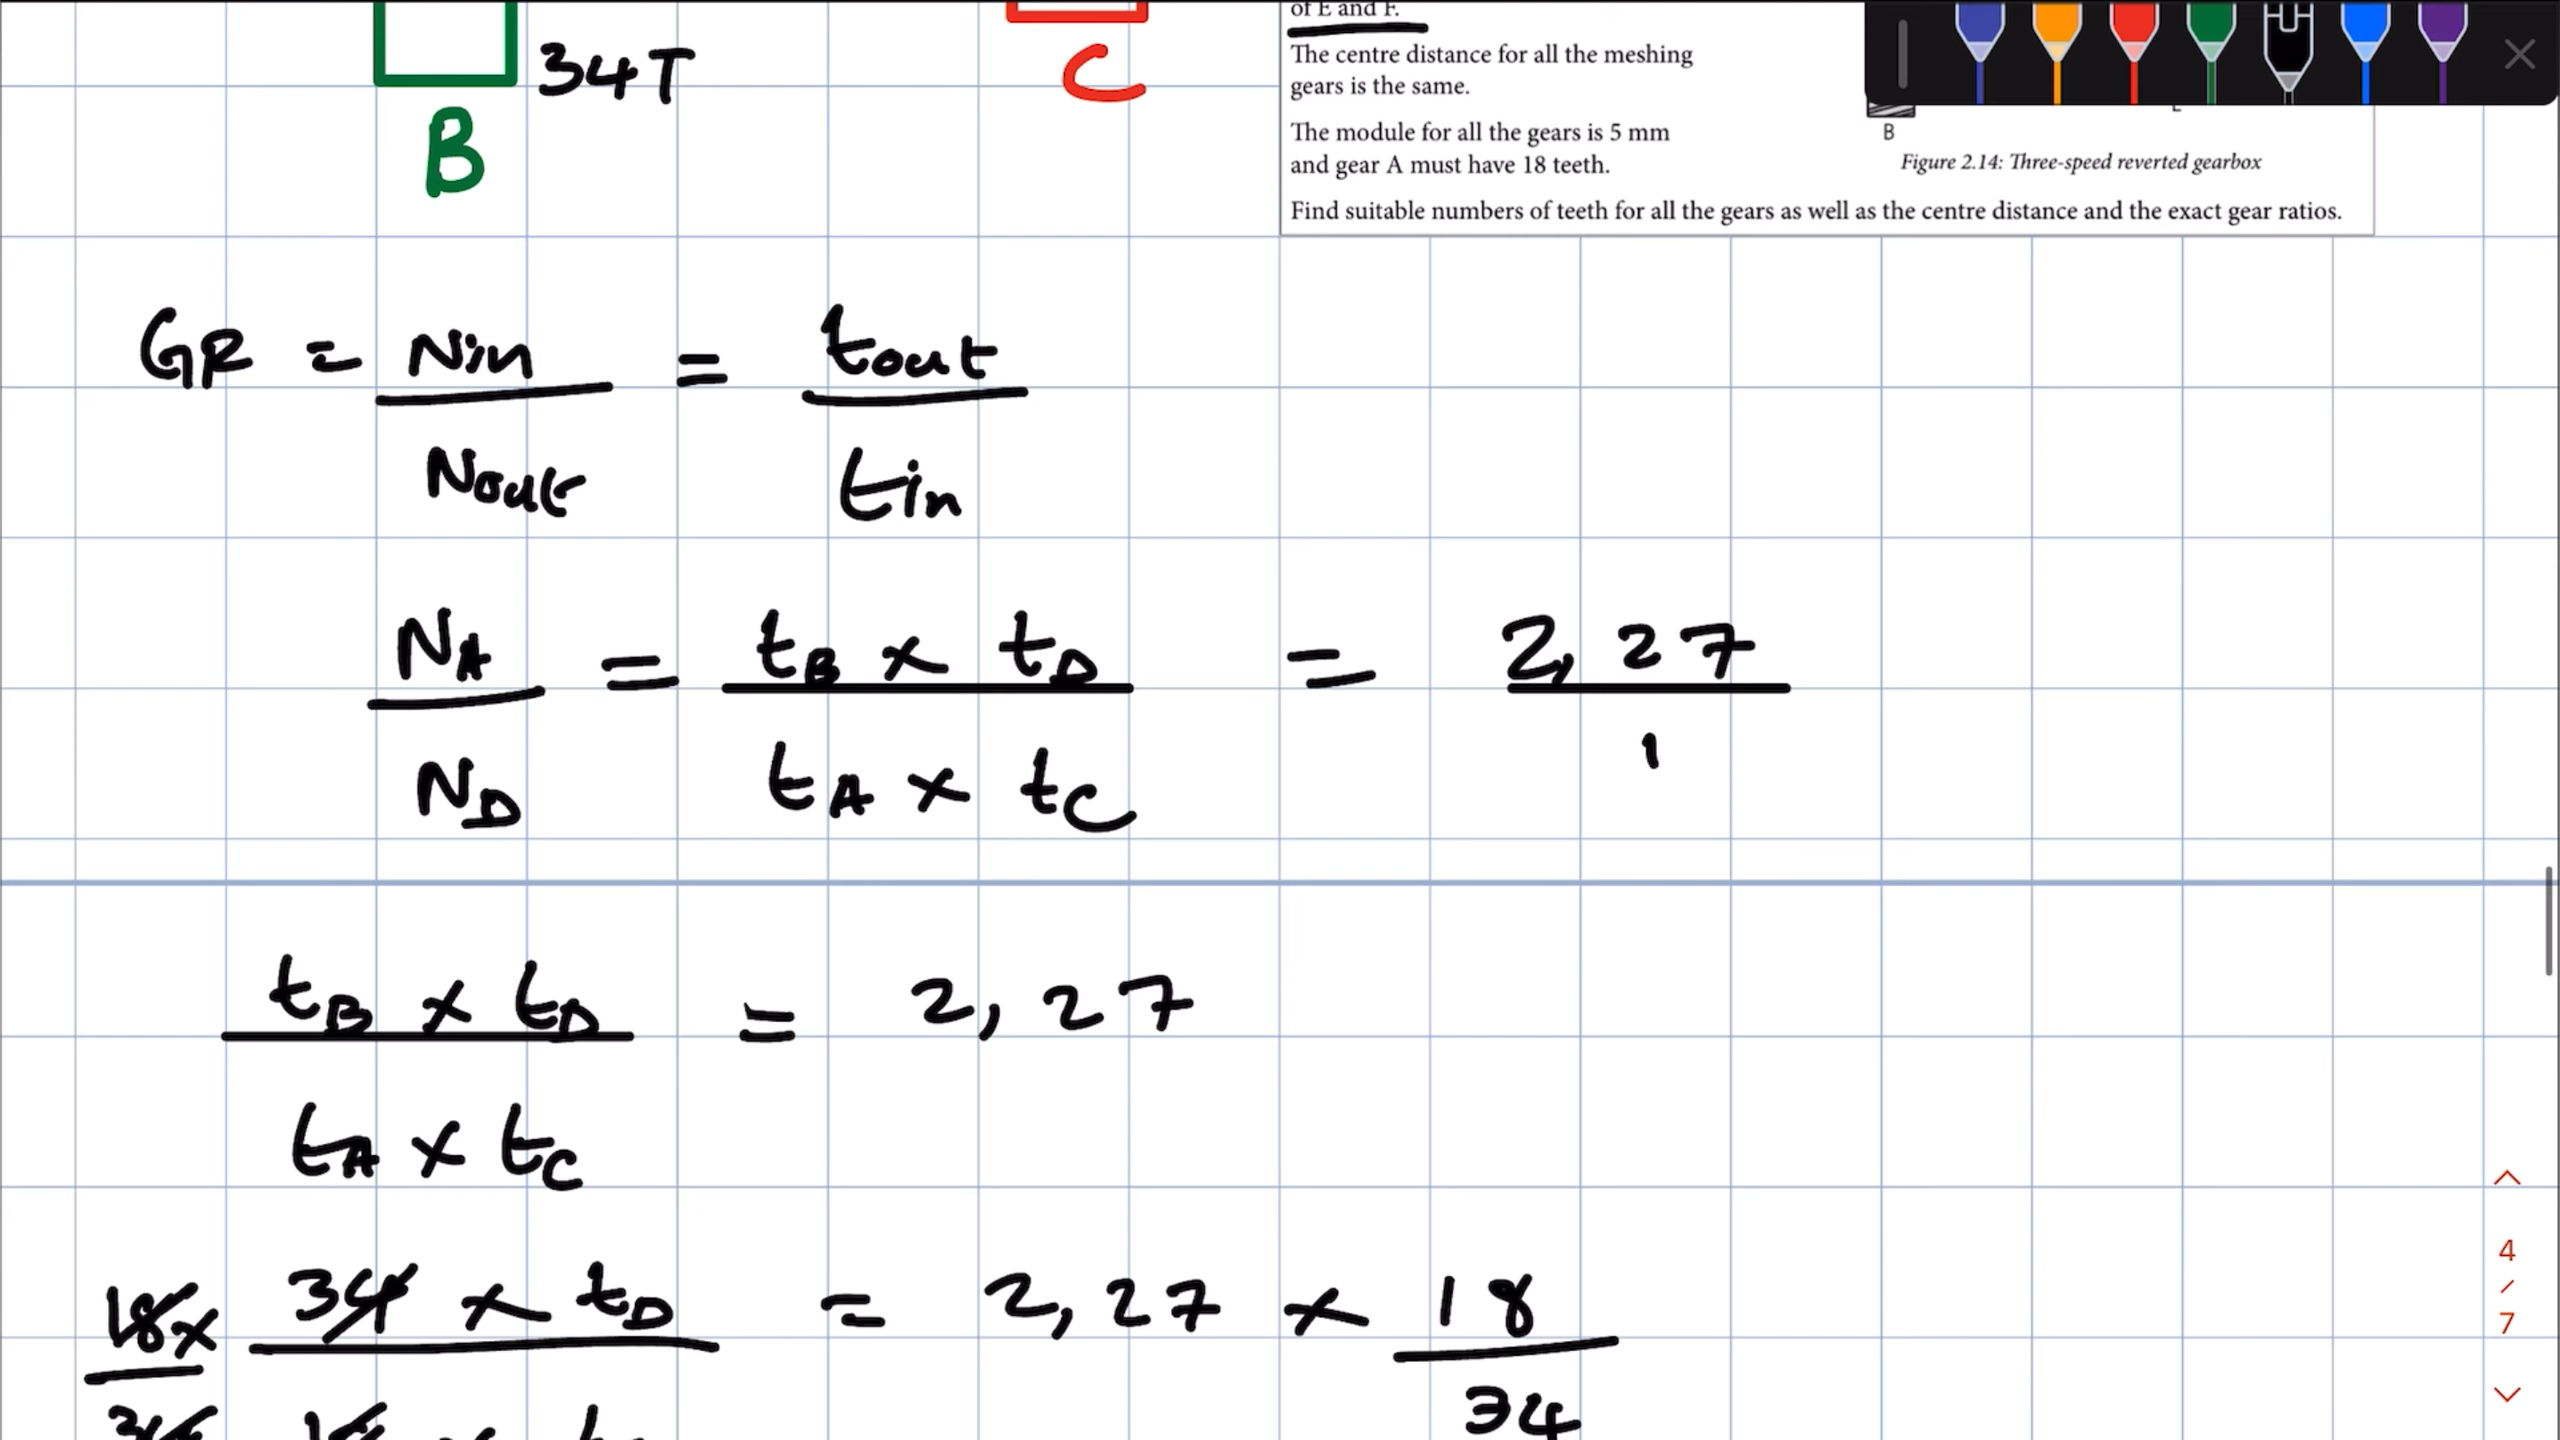 of E and F.
34T
C
B
The centre distance for all the meshing
gears is the same.
The module for all the gears is 5 mm
and gear A must have 18 teeth.
B
Figure 2.14: Three-speed reverted gearbox
Find suitable numbers of teeth for all the gears as well as the centre distance and the exact gear ratios.
GR = Nin / Nout = tout / tin
NA / ND = tB x tD / tA x tC = 2,27 / 1
tB x tD / tA x tC = 2,27
18 x 34 x tD = 2,27 x 18 / 34
4 / 7